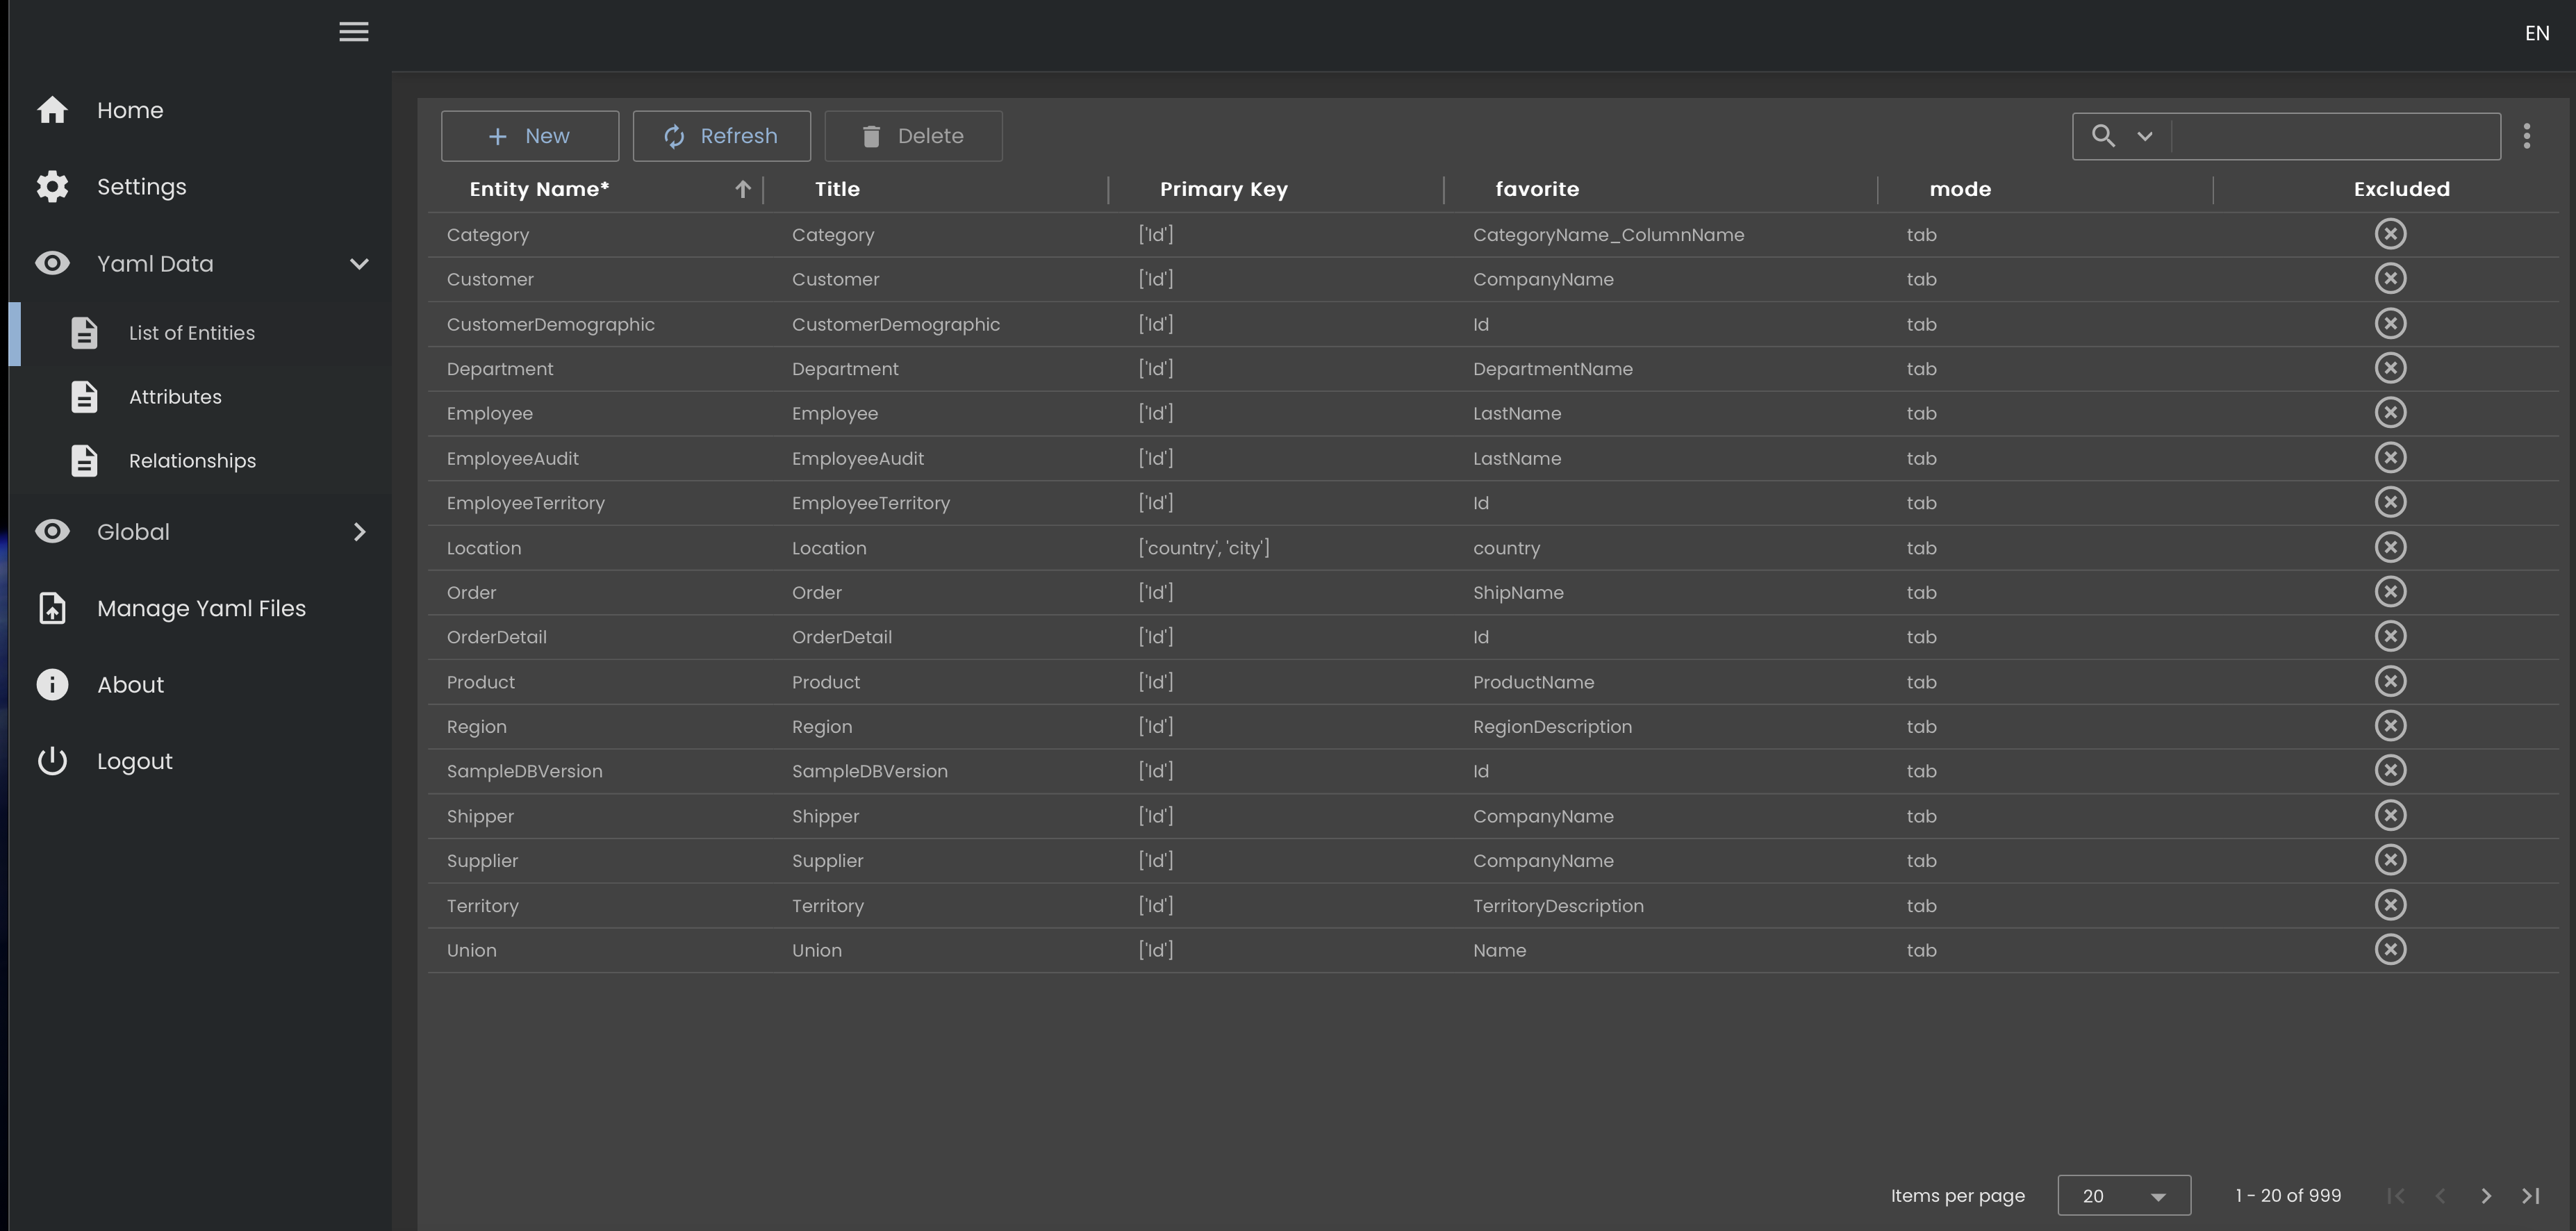 EN
Home
Settings
Yaml Data
List of Entities
Attributes
Relationships
Global
Manage Yaml Files
About
Logout
New Refresh Delete
Entity Name* Title Primary Key favorite mode Excluded
Category Category ['Id'] CategoryName_ColumnName tab
Customer Customer ['Id'] CompanyName tab
CustomerDemographic CustomerDemographic ['Id'] Id tab
Department Department ['Id'] DepartmentName tab
Employee Employee ['Id'] LastName tab
EmployeeAudit EmployeeAudit ['Id'] LastName tab
EmployeeTerritory EmployeeTerritory ['Id'] Id tab
Location Location ['country', 'city'] country tab
Order Order ['Id'] ShipName tab
OrderDetail OrderDetail ['Id'] Id tab
Product Product ['Id'] ProductName tab
Region Region ['Id'] RegionDescription tab
SampleDBVersion SampleDBVersion ['Id'] Id tab
Shipper Shipper ['Id'] CompanyName tab
Supplier Supplier ['Id'] CompanyName tab
Territory Territory ['Id'] TerritoryDescription tab
Union Union ['Id'] Name tab
Items per page 20 1 - 20 of 999